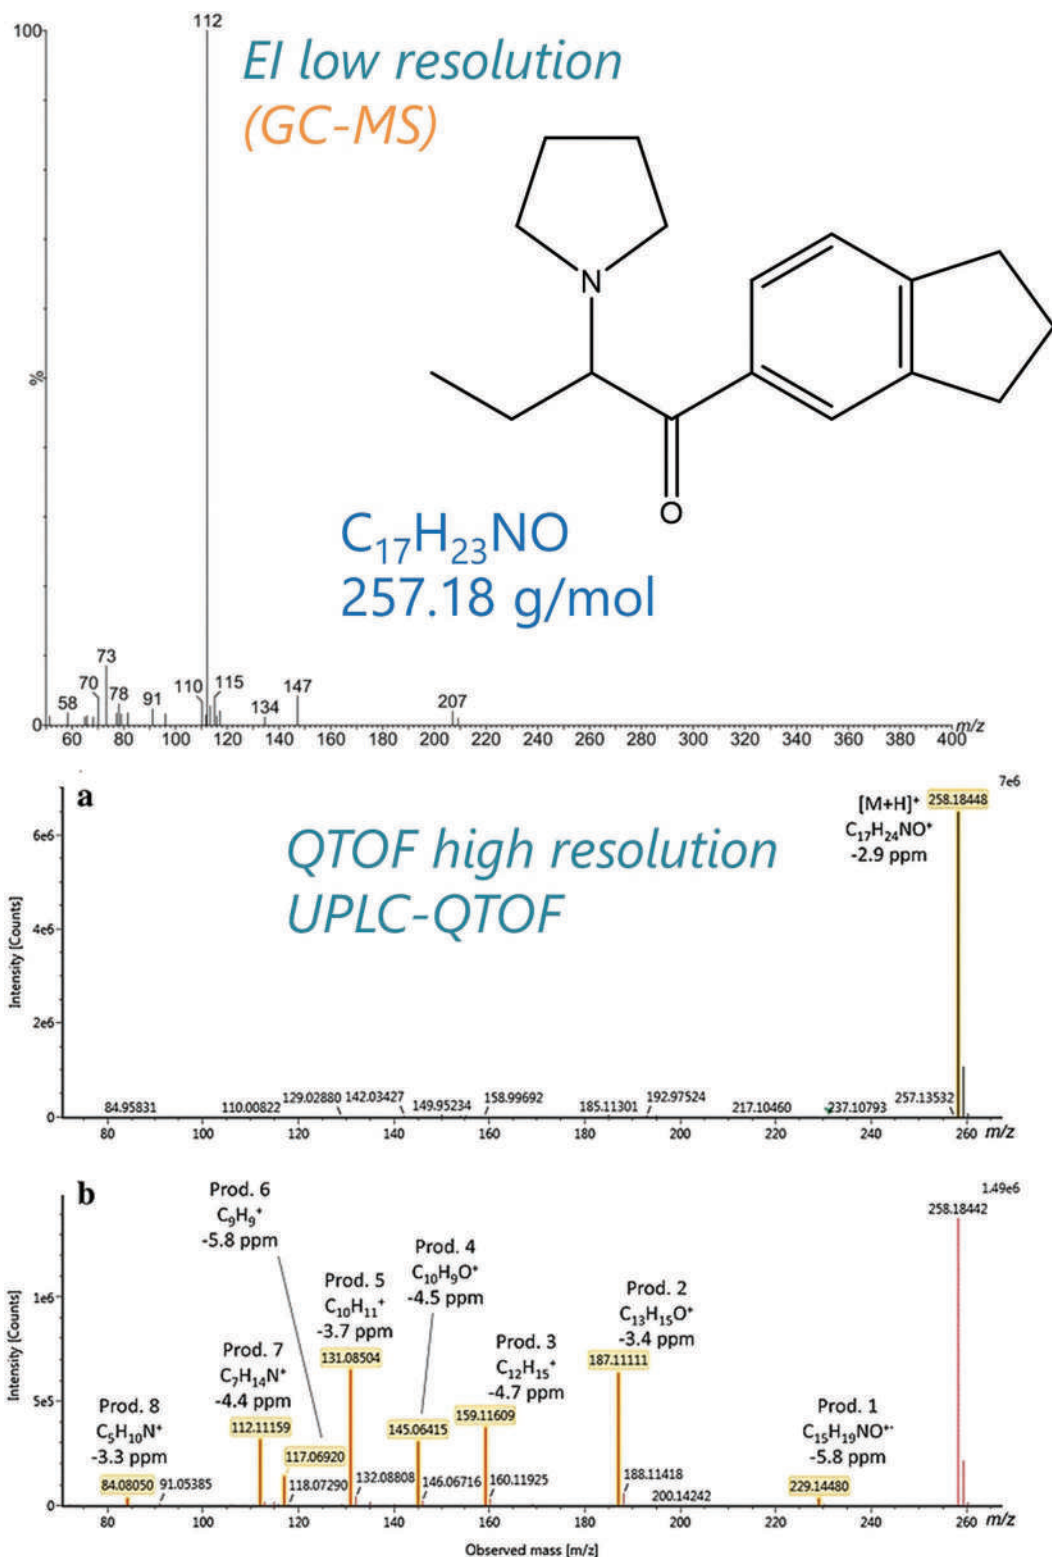 100
112
EI low resolution
(GC-MS)
N
O
%
C₁₇H₂₃NO
257.18 g/mol
73
70
58
78
91
110
115
134
147
207
0
60 80 100 120 140 160 180 200 220 240 260 280 300 320 340 360 380 400 m/z
a
7e6
[M+H]⁺
C₁₇H₂₄NO⁺
-2.9 ppm
258.18448
QTOF high resolution
UPLC-QTOF
Intensity [Counts]
6e6
4e6
2e6
0
84.95831
110.00822
129.02880
142.03427
149.95234
158.99692
185.11301
192.97524
217.10460
237.10793
257.13532
80 100 120 140 160 180 200 220 240 260 m/z
b
1.49e6
258.18442
Prod. 6
C₉H₉⁺
-5.8 ppm
Prod. 4
C₁₀H₉O⁺
-4.5 ppm
Prod. 5
C₁₀H₁₁⁺
-3.7 ppm
131.08504
Prod. 2
C₁₃H₁₅O⁺
-3.4 ppm
187.11111
Prod. 3
C₁₂H₁₅⁺
-4.7 ppm
159.11609
Prod. 7
C₇H₁₄N⁺
-4.4 ppm
112.11159
Prod. 8
C₅H₁₀N⁺
-3.3 ppm
84.08050
Prod. 1
C₁₅H₁₉NO⁺·
-5.8 ppm
229.14480
145.06415
117.06920
91.05385
118.07290
132.08808
146.06716
160.11925
188.11418
200.14242
Intensity [Counts]
1e6
5e5
0
80 100 120 140 160 180 200 220 240 260 m/z
Observed mass [m/z]